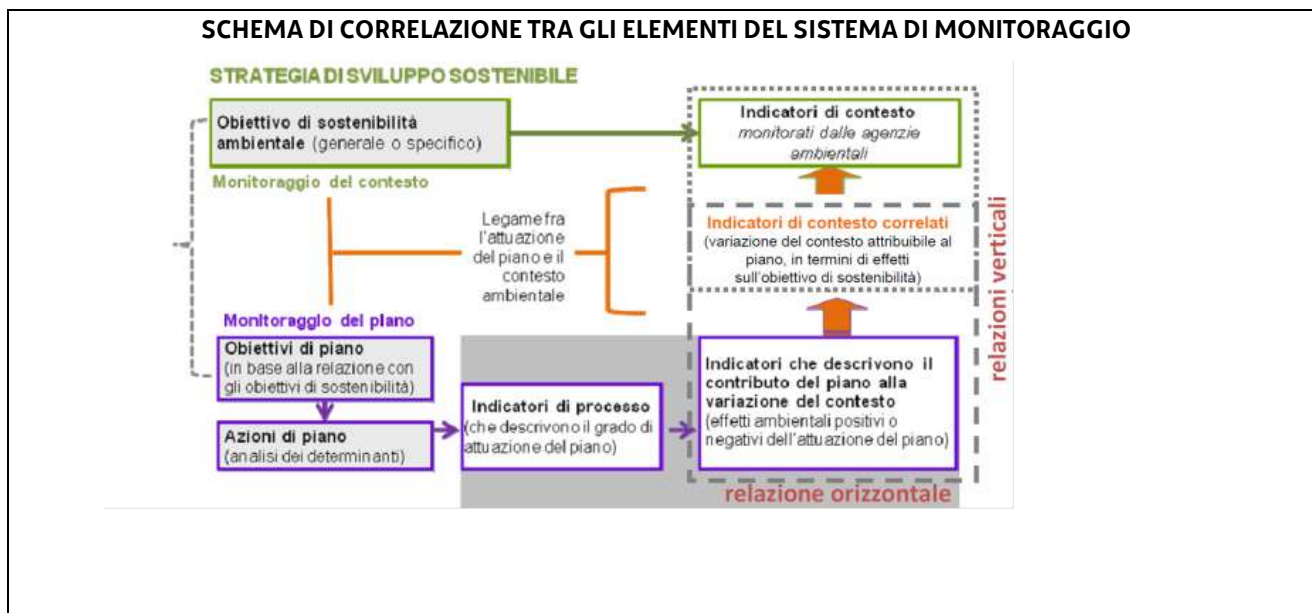 SCHEMA DI CORRELAZIONE TRA GLI ELEMENTI DEL SISTEMA DI MONITORAGGIO
STRATEGIA DI SVILUPPO SOSTENIBILE
Obiettivo di sostenibilità
ambientale (generale o specifico)
Indicatori di contesto
monitorati dalle agenzie
ambientali
Monitoraggio del contesto
Legame fra
l'attuazione
del piano e il
contesto
ambientale
Indicatori di contesto correlati
(variazione del contesto attribuibile al
piano, in termini di effetti
sull'obiettivo di sostenibilità)
relazioni verticali
Monitoraggio del piano
Obiettivi di piano
(in base alla relazione con
gli obiettivi di sostenibilità)
Azioni di piano
(analisi dei determinanti)
Indicatori di processo
(che descrivono il grado di
attuazione del piano)
Indicatori che descrivono il
contributo del piano alla
variazione del contesto
(effetti ambientali positivi o
negativi dell'attuazione del piano)
relazione orizzontale